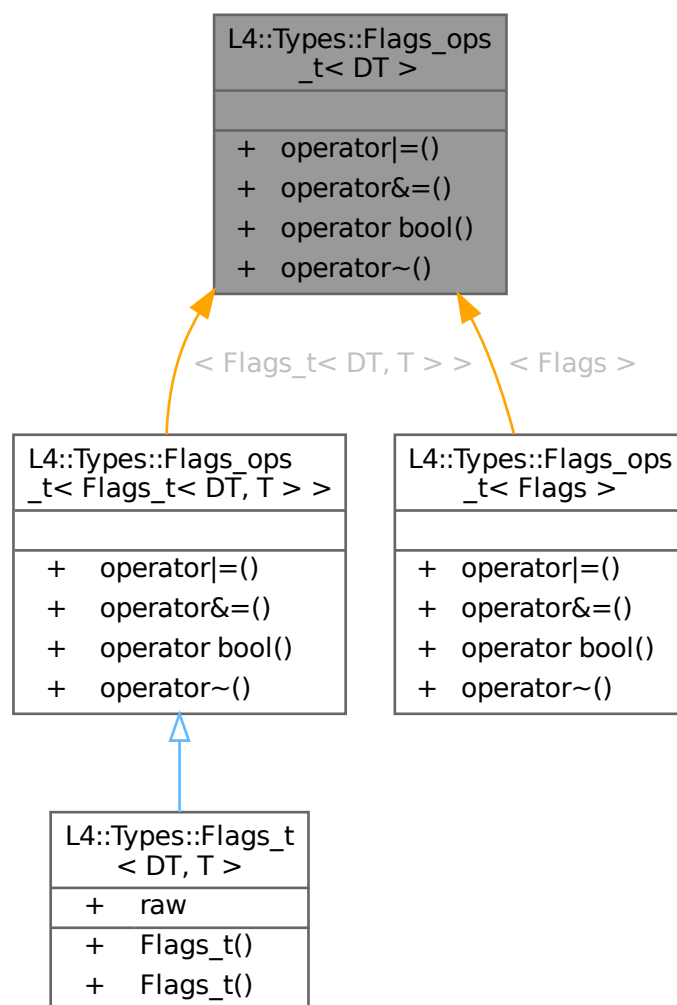 L4::Types::Flags_ops
_t< DT >
+ operator|=()
+ operator&=()
+ operator bool()
+ operator~()
< Flags_t< DT, T > >
< Flags >
L4::Types::Flags_ops
_t< Flags_t< DT, T > >
+ operator|=()
+ operator&=()
+ operator bool()
+ operator~()
L4::Types::Flags_ops
_t< Flags >
+ operator|=()
+ operator&=()
+ operator bool()
+ operator~()
L4::Types::Flags_t
< DT, T >
+ raw
+ Flags_t()
+ Flags_t()